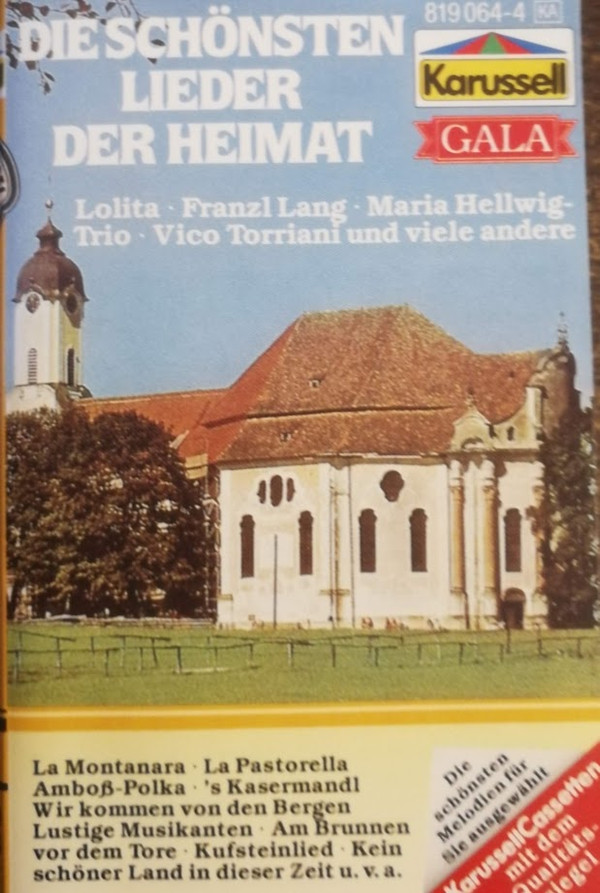 819 064-4 KA
DIE SCHÖNSTEN
LIEDER
DER HEIMAT
Karussell
GALA
Lolita · Franzl Lang · Maria Hellwig-
Trio · Vico Torriani und viele andere
La Montanara · La Pastorella
Amboß-Polka · 's Kasermandl
Wir kommen von den Bergen
Lustige Musikanten · Am Brunnen
vor dem Tore · Kufsteinlied · Kein
schöner Land in dieser Zeit u. v. a.
Die
schönsten
Melodien für
Sie ausgewählt
Karussell Cassetten
mit dem